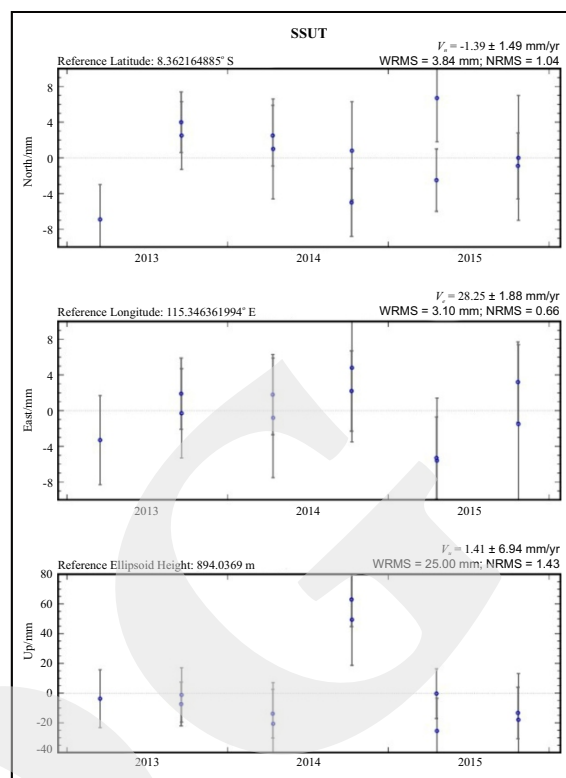 SSUT
Vn = -1.39 ± 1.49 mm/yr
Reference Latitude: 8.362164885° S WRMS = 3.84 mm; NRMS = 1.04
8
4
0
-4
-8
North/mm
2013 2014 2015
Ve = 28.25 ± 1.88 mm/yr
Reference Longitude: 115.346361994° E WRMS = 3.10 mm; NRMS = 0.66
8
4
0
-4
-8
East/mm
2013 2014 2015
Vu = 1.41 ± 6.94 mm/yr
Reference Ellipsoid Height: 894.0369 m WRMS = 25.00 mm; NRMS = 1.43
80
60
40
20
0
-20
-40
Up/mm
2013 2014 2015